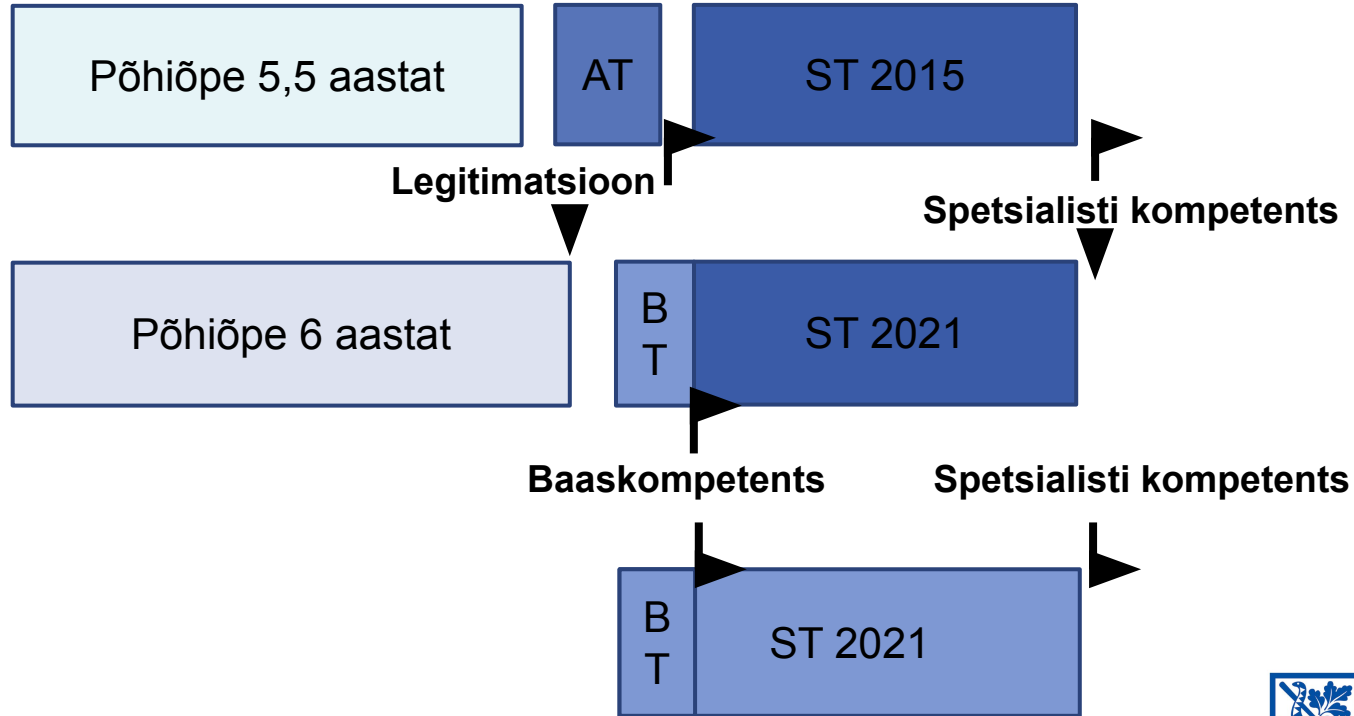 Põhiõpe 5,5 aastat
AT
ST 2015
Legitimatsioon
Spetsialisti kompetents
Põhiõpe 6 aastat
B
T
ST 2021
Baaskompetents
Spetsialisti kompetents
B
T
ST 2021